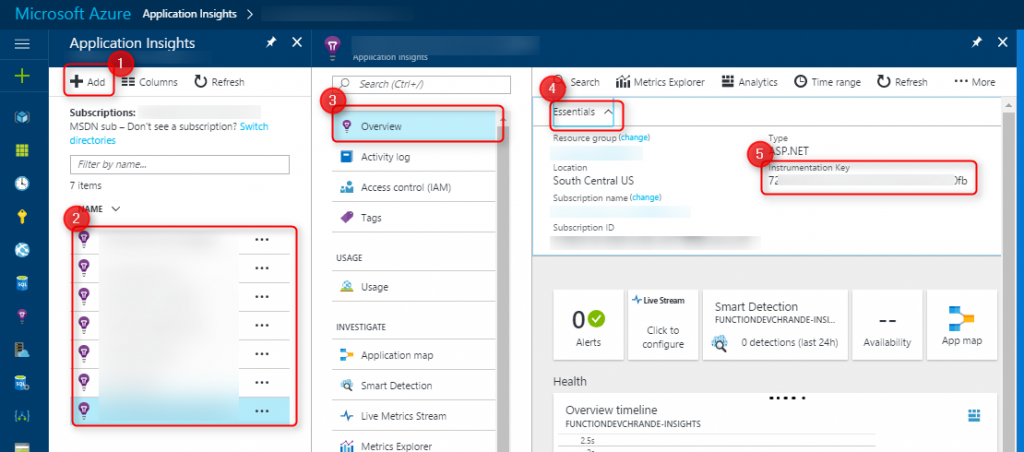 Microsoft Azure Application Insights >
Application Insights
1
Add Columns Refresh
Subscriptions:
MSDN sub – Don't see a subscription? Switch
directories
Filter by name...
7 items
NAME
2
Application Insights
Search (Ctrl+/)
3
Overview
Activity log
Access control (IAM)
Tags
USAGE
Usage
INVESTIGATE
Application map
Smart Detection
Live Metrics Stream
Metrics Explorer
Search Metrics Explorer Analytics Time range Refresh More
4
Essentials
Resource group (change)
Type
ASP.NET
5
Location
South Central US
Instrumentation Key
72 0fb
Subscription name (change)
Subscription ID
0
Alerts
Live Stream
Click to
configure
Smart Detection
FUNCTIONDEVCHRANDE-INSI...
0 detections (last 24h)
--
Availability
App map
Health
Overview timeline
FUNCTIONDEVCHRANDE-INSIGHTS
2.5s